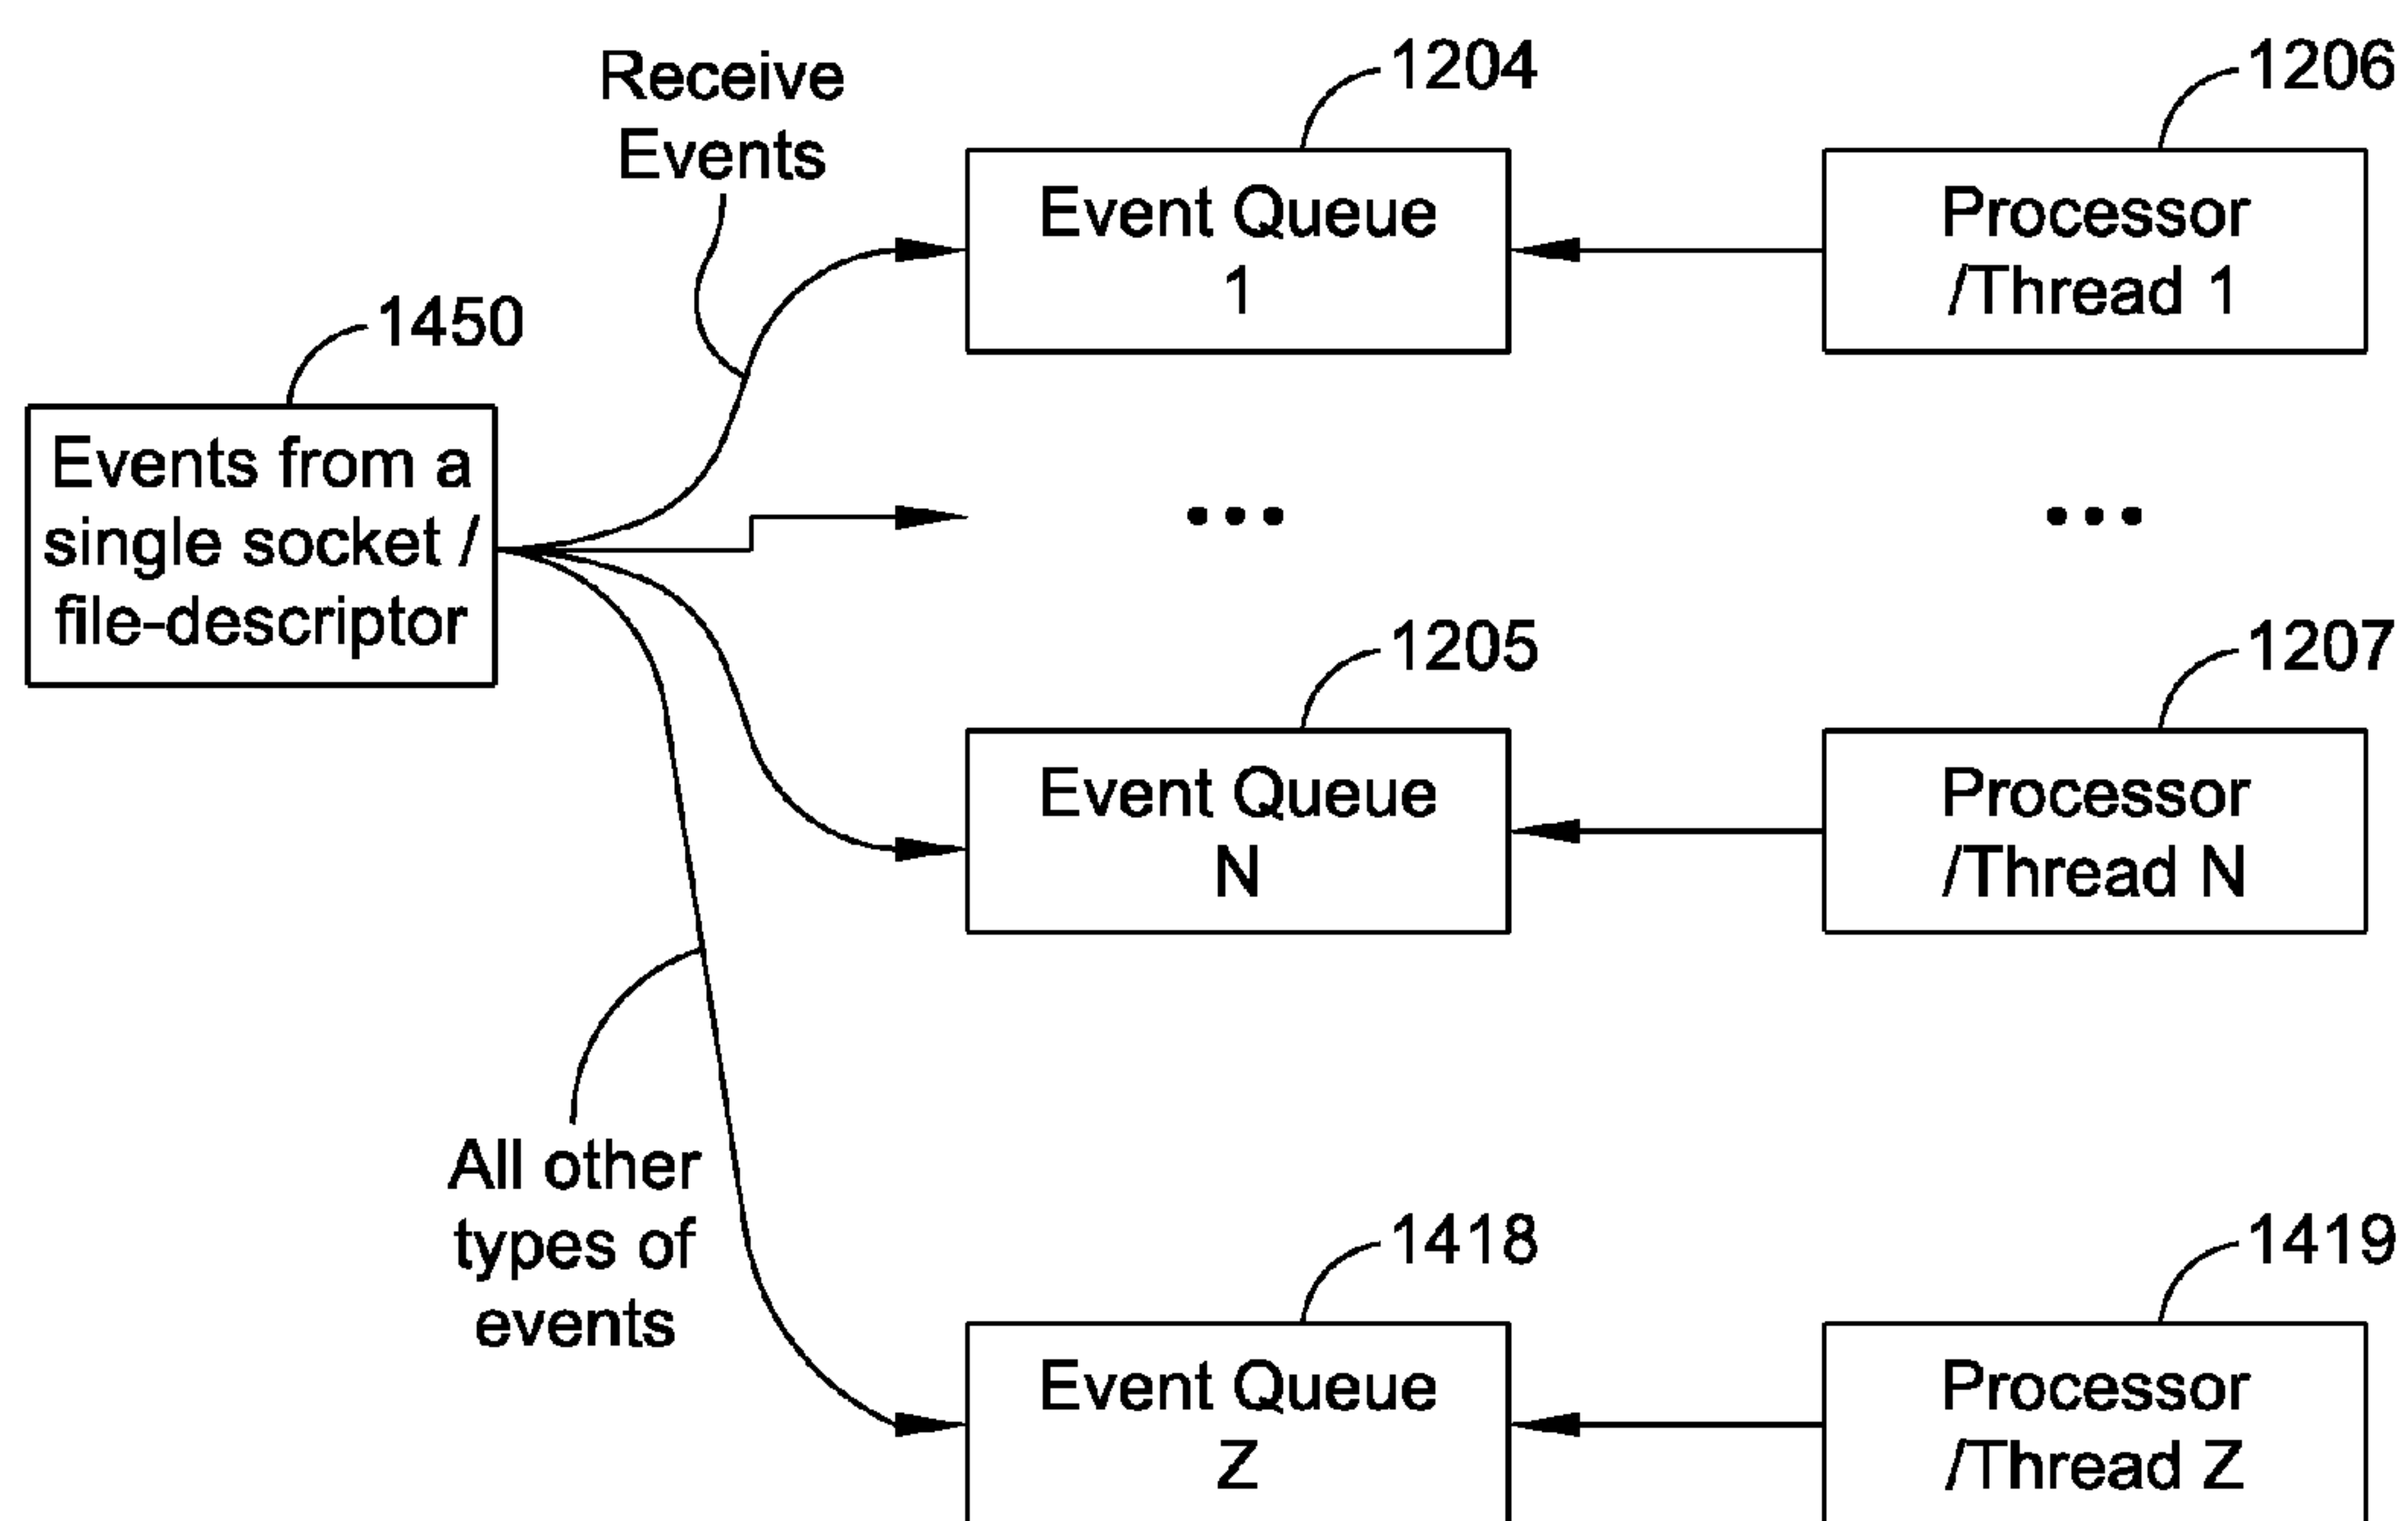 Receive
Events
1204
1206
Event Queue
1
Processor
/Thread 1
1450
Events from a
single socket /
file-descriptor
...
...
1205
1207
Event Queue
N
Processor
/Thread N
All other
types of
events
1418
1419
Event Queue
Z
Processor
/Thread Z